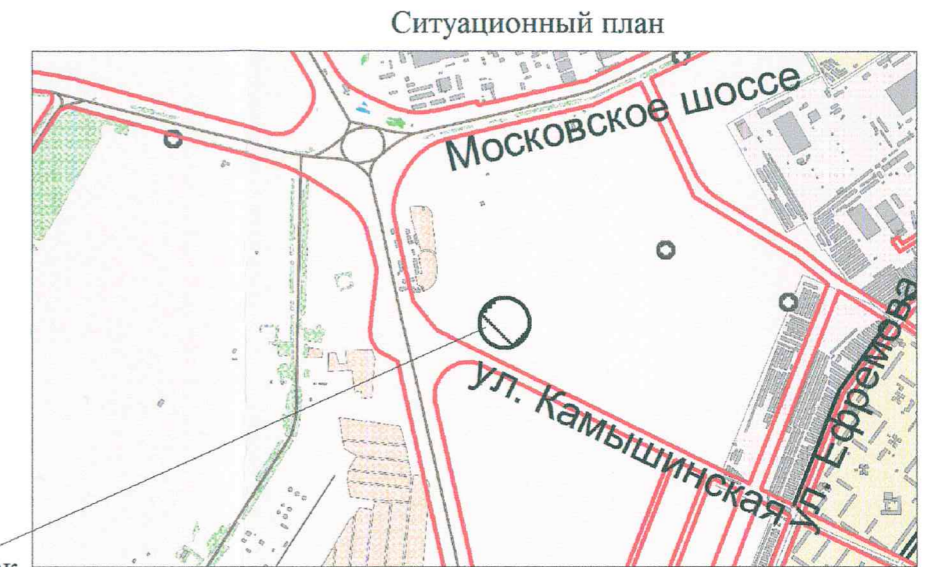 Ситуационный план
Московское шоссе
ул. Камышинская
ул. Ефремова